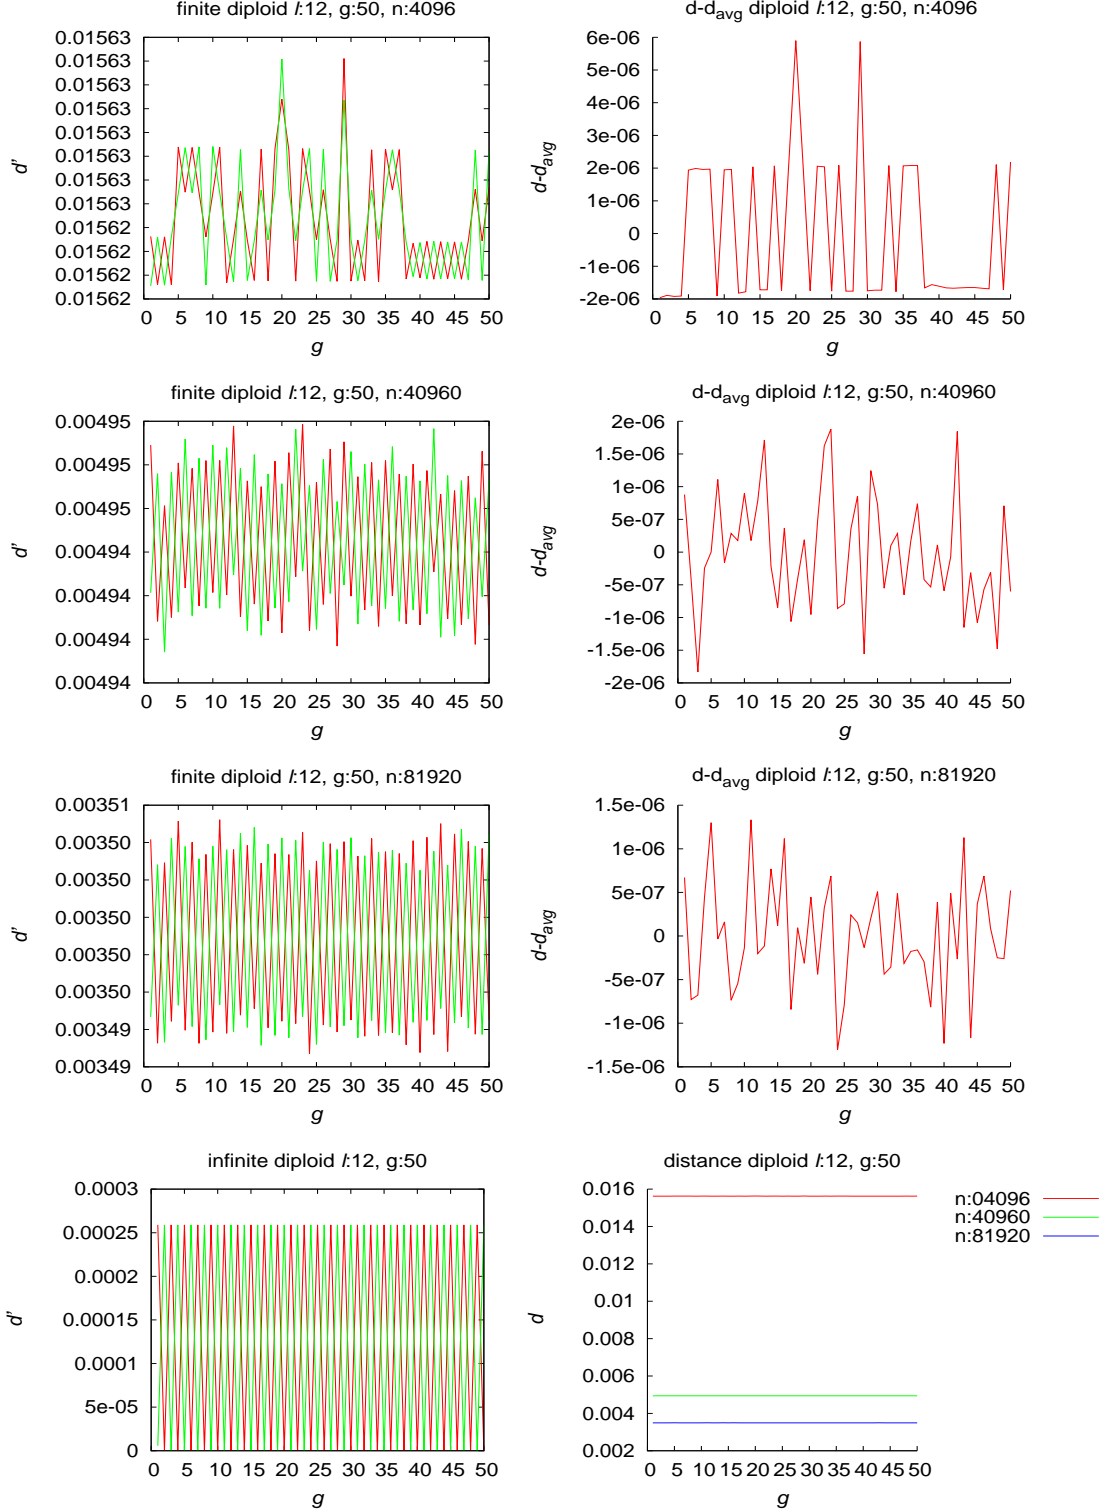 finite diploid l:12, g:50, n:4096
0.01563
0.01563
0.01563
0.01563
0.01563
0.01563
0.01563
0.01563
0.01562
0.01562
0.01562
0.01562
d'
0 5 10 15 20 25 30 35 40 45 50
g
d-davg diploid l:12, g:50, n:4096
6e-06
5e-06
4e-06
3e-06
2e-06
1e-06
0
-1e-06
-2e-06
d-davg
0 5 10 15 20 25 30 35 40 45 50
g
finite diploid l:12, g:50, n:40960
0.00495
0.00495
0.00495
0.00494
0.00494
0.00494
0.00494
d'
0 5 10 15 20 25 30 35 40 45 50
g
d-davg diploid l:12, g:50, n:40960
2e-06
1.5e-06
1e-06
5e-07
0
-5e-07
-1e-06
-1.5e-06
-2e-06
d-davg
0 5 10 15 20 25 30 35 40 45 50
g
finite diploid l:12, g:50, n:81920
0.00351
0.00350
0.00350
0.00350
0.00350
0.00350
0.00349
0.00349
d'
0 5 10 15 20 25 30 35 40 45 50
g
d-davg diploid l:12, g:50, n:81920
1.5e-06
1e-06
5e-07
0
-5e-07
-1e-06
-1.5e-06
d-davg
0 5 10 15 20 25 30 35 40 45 50
g
infinite diploid l:12, g:50
0.0003
0.00025
0.0002
0.00015
0.0001
5e-05
0
d'
0 5 10 15 20 25 30 35 40 45 50
g
distance diploid l:12, g:50
0.016
0.014
0.012
0.01
0.008
0.006
0.004
0.002
d
0 5 10 15 20 25 30 35 40 45 50
g
n:04096
n:40960
n:81920